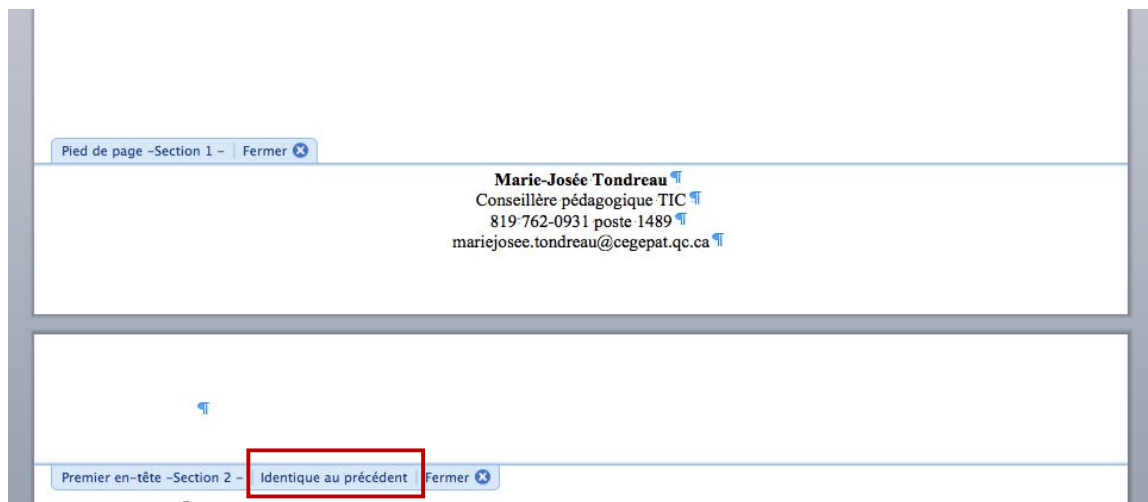 Pied de page -Section 1 - Fermer
Marie-Josée Tondreau ¶
Conseillère pédagogique TIC ¶
819 762-0931 poste 1489 ¶
mariejosee.tondreau@cegepat.qc.ca ¶
¶
Premier en-tête -Section 2 - Identique au précédent Fermer